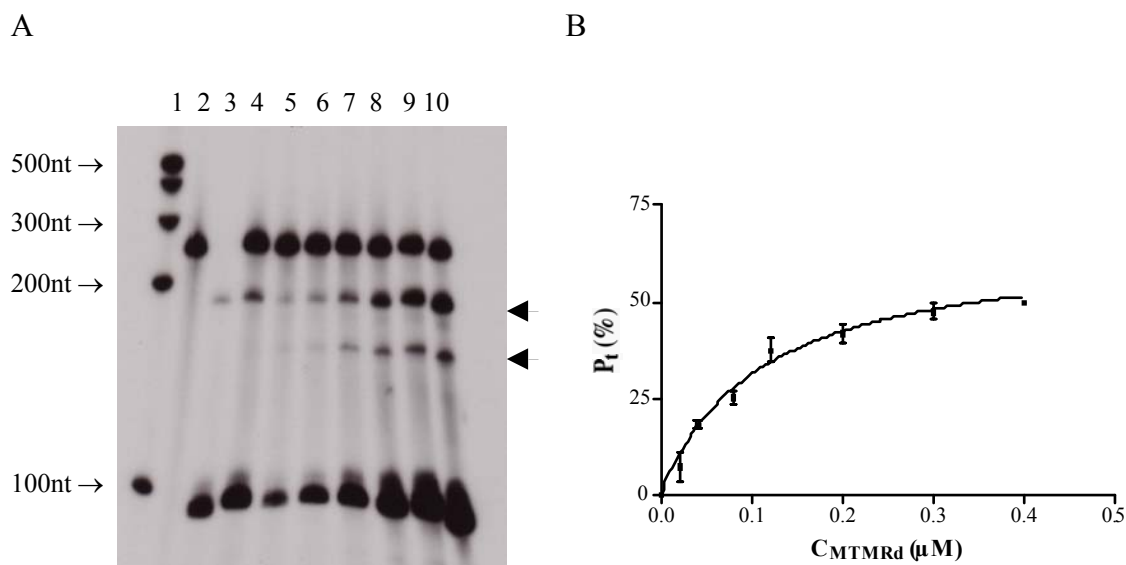 A
B
1 2 3 4 5 6 7 8 9 10
500nt →
300nt →
200nt →
100nt →
75
50
25
0
0.0 0.1 0.2 0.3 0.4 0.5
Pt (%)
CMTMRd (μM)